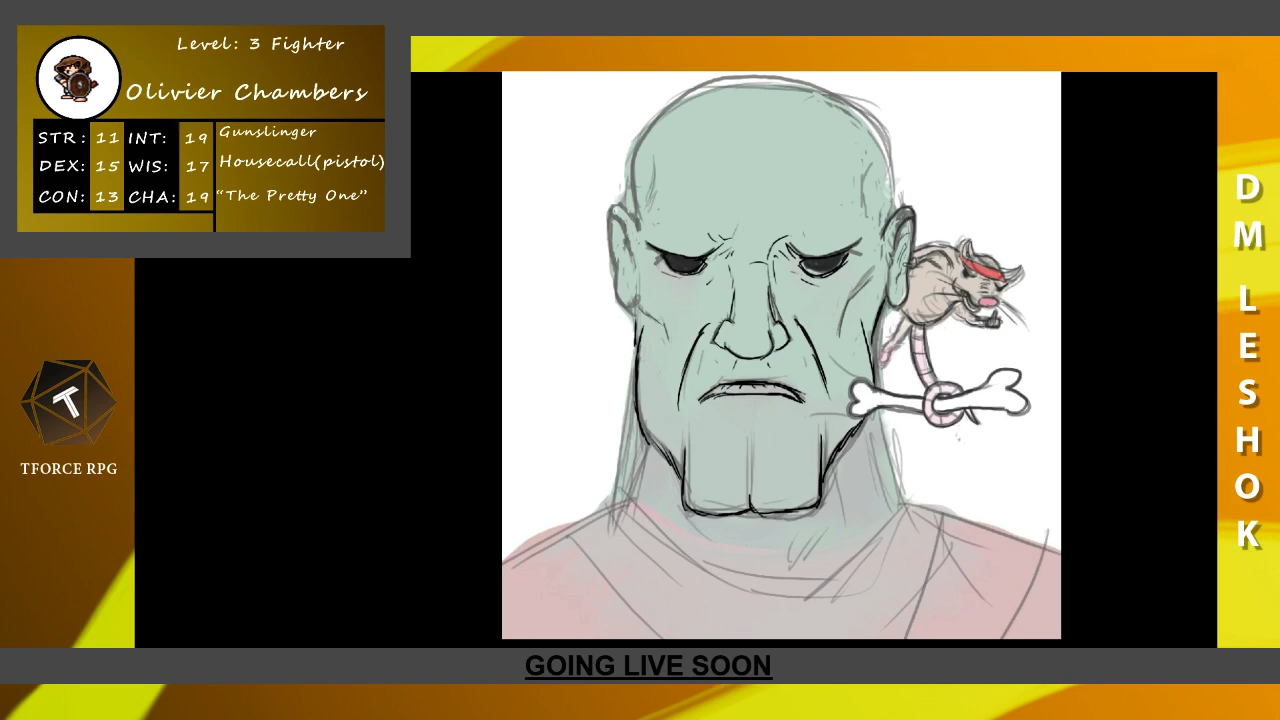 Level: 3 Fighter
Olivier Chambers
STR: 11 INT: 19
DEX: 15 WIS: 17
CON: 13 CHA: 19
Gunslinger
Housecall(pistol)
“The Pretty One”
T
TFORCE RPG
DM LESHOK
GOING LIVE SOON